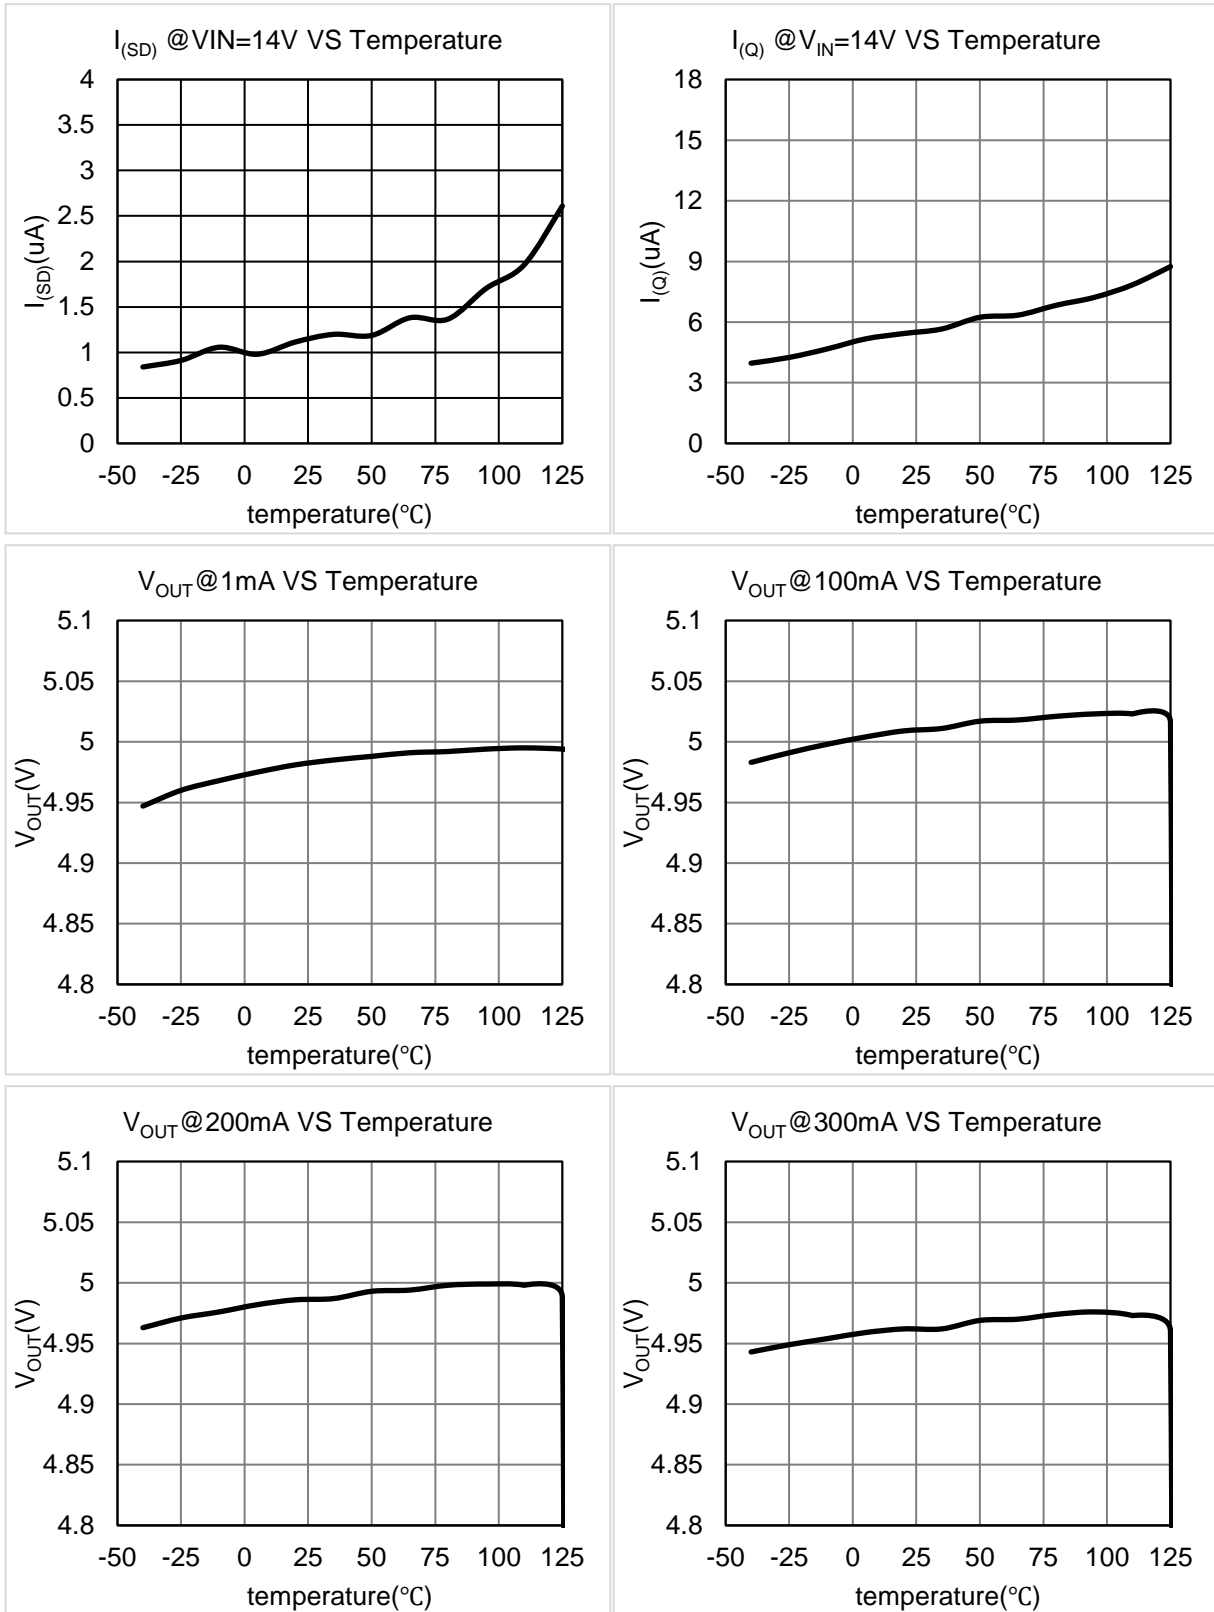 I(SD) @VIN=14V VS Temperature
4
3.5
3
2.5
2
1.5
1
0.5
0
I(SD)(uA)
-50 -25 0 25 50 75 100 125
temperature(℃)
I(Q) @VIN=14V VS Temperature
18
15
12
9
6
3
0
I(Q)(uA)
-50 -25 0 25 50 75 100 125
temperature(℃)
VOUT@1mA VS Temperature
5.1
5.05
5
4.95
4.9
4.85
4.8
VOUT(V)
-50 -25 0 25 50 75 100 125
temperature(℃)
VOUT@100mA VS Temperature
5.1
5.05
5
4.95
4.9
4.85
4.8
VOUT(V)
-50 -25 0 25 50 75 100 125
temperature(℃)
VOUT@200mA VS Temperature
5.1
5.05
5
4.95
4.9
4.85
4.8
VOUT(V)
-50 -25 0 25 50 75 100 125
temperature(℃)
VOUT@300mA VS Temperature
5.1
5.05
5
4.95
4.9
4.85
4.8
VOUT(V)
-50 -25 0 25 50 75 100 125
temperature(℃)